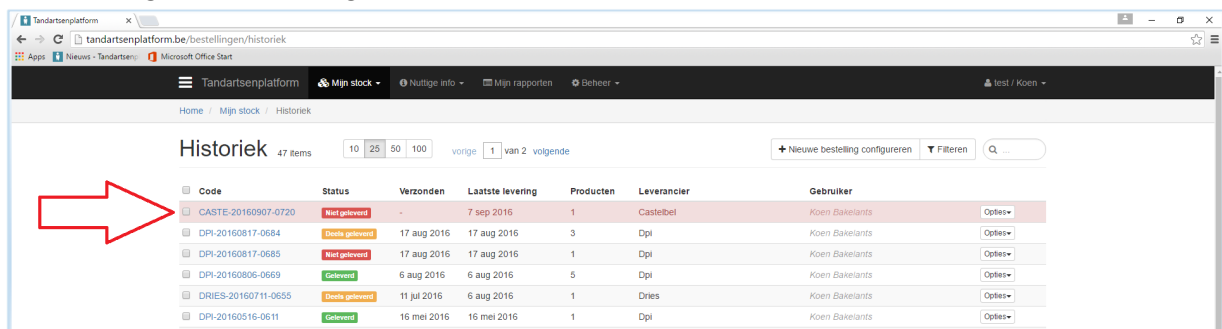 Tandartsenplatform
tandartsenplatform.be/bestellingen/historiek
Apps Nieuws - Tandartsenp Microsoft Office Start
Tandartsenplatform Mijn stock Nuttige info Mijn rapporten Beheer test / Koen
Home / Mijn stock / Historiek
Historiek 47 items 10 25 50 100 vorige 1 van 2 volgende + Nieuwe bestelling configureren Filteren ...
Code Status Verzonden Laatste levering Producten Leverancier Gebruiker
CASTE-20160907-0720 Niet geleverd - 7 sep 2016 1 Castelbel Koen Bakelants Opties
DPI-20160817-0684 Deels geleverd 17 aug 2016 17 aug 2016 3 Dpi Koen Bakelants Opties
DPI-20160817-0685 Niet geleverd 17 aug 2016 17 aug 2016 1 Dpi Koen Bakelants Opties
DPI-20160806-0669 Geleverd 6 aug 2016 6 aug 2016 5 Dpi Koen Bakelants Opties
DRIES-20160711-0655 Deels geleverd 11 jul 2016 6 aug 2016 1 Dries Koen Bakelants Opties
DPI-20160516-0611 Geleverd 16 mei 2016 16 mei 2016 1 Dpi Koen Bakelants Opties